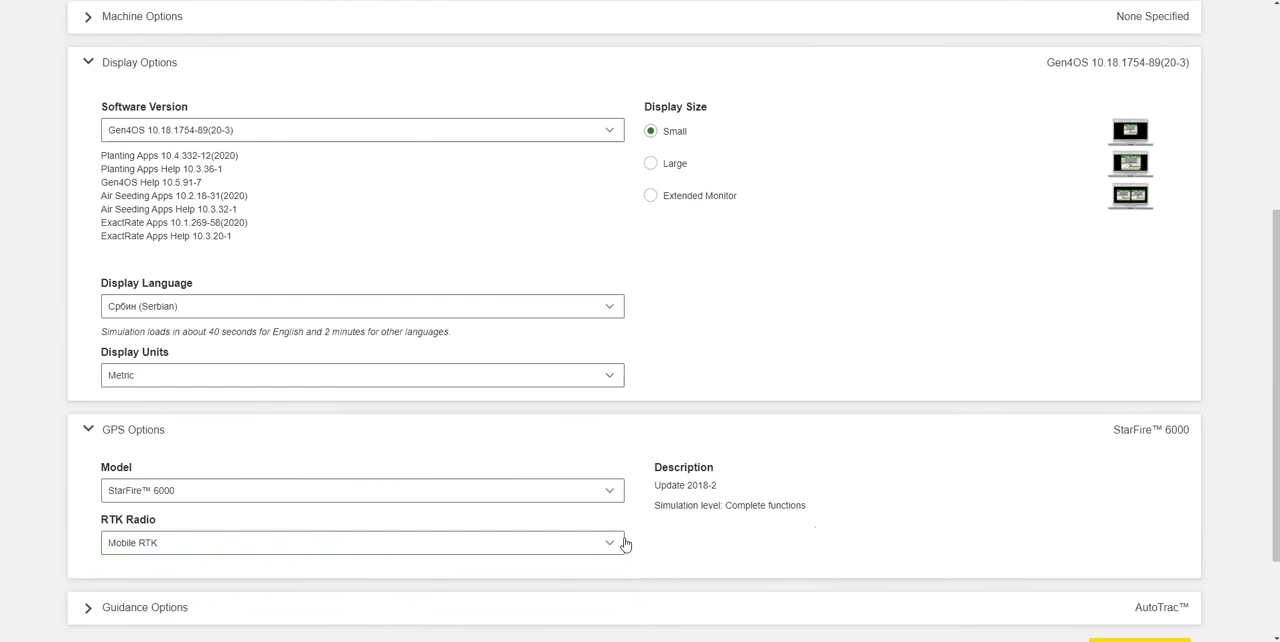 Machine Options
None Specified
Display Options
Gen4OS 10.18.1754-89(20-3)
Software Version
Gen4OS 10.18.1754-89(20-3)
Planting Apps 10.4.332-12(2020)
Planting Apps Help 10.3.36-1
Gen4OS Help 10.5.91-7
Air Seeding Apps 10.2.18-31(2020)
Air Seeding Apps Help 10.3.32-1
ExactRate Apps 10.1.269-58(2020)
ExactRate Apps Help 10.3.20-1
Display Size
Small
Large
Extended Monitor
Display Language
Србин (Serbian)
Simulation loads in about 40 seconds for English and 2 minutes for other languages.
Display Units
Metric
GPS Options
StarFire™ 6000
Model
StarFire™ 6000
RTK Radio
Mobile RTK
Description
Update 2018-2
Simulation level: Complete functions
Guidance Options
AutoTrac™